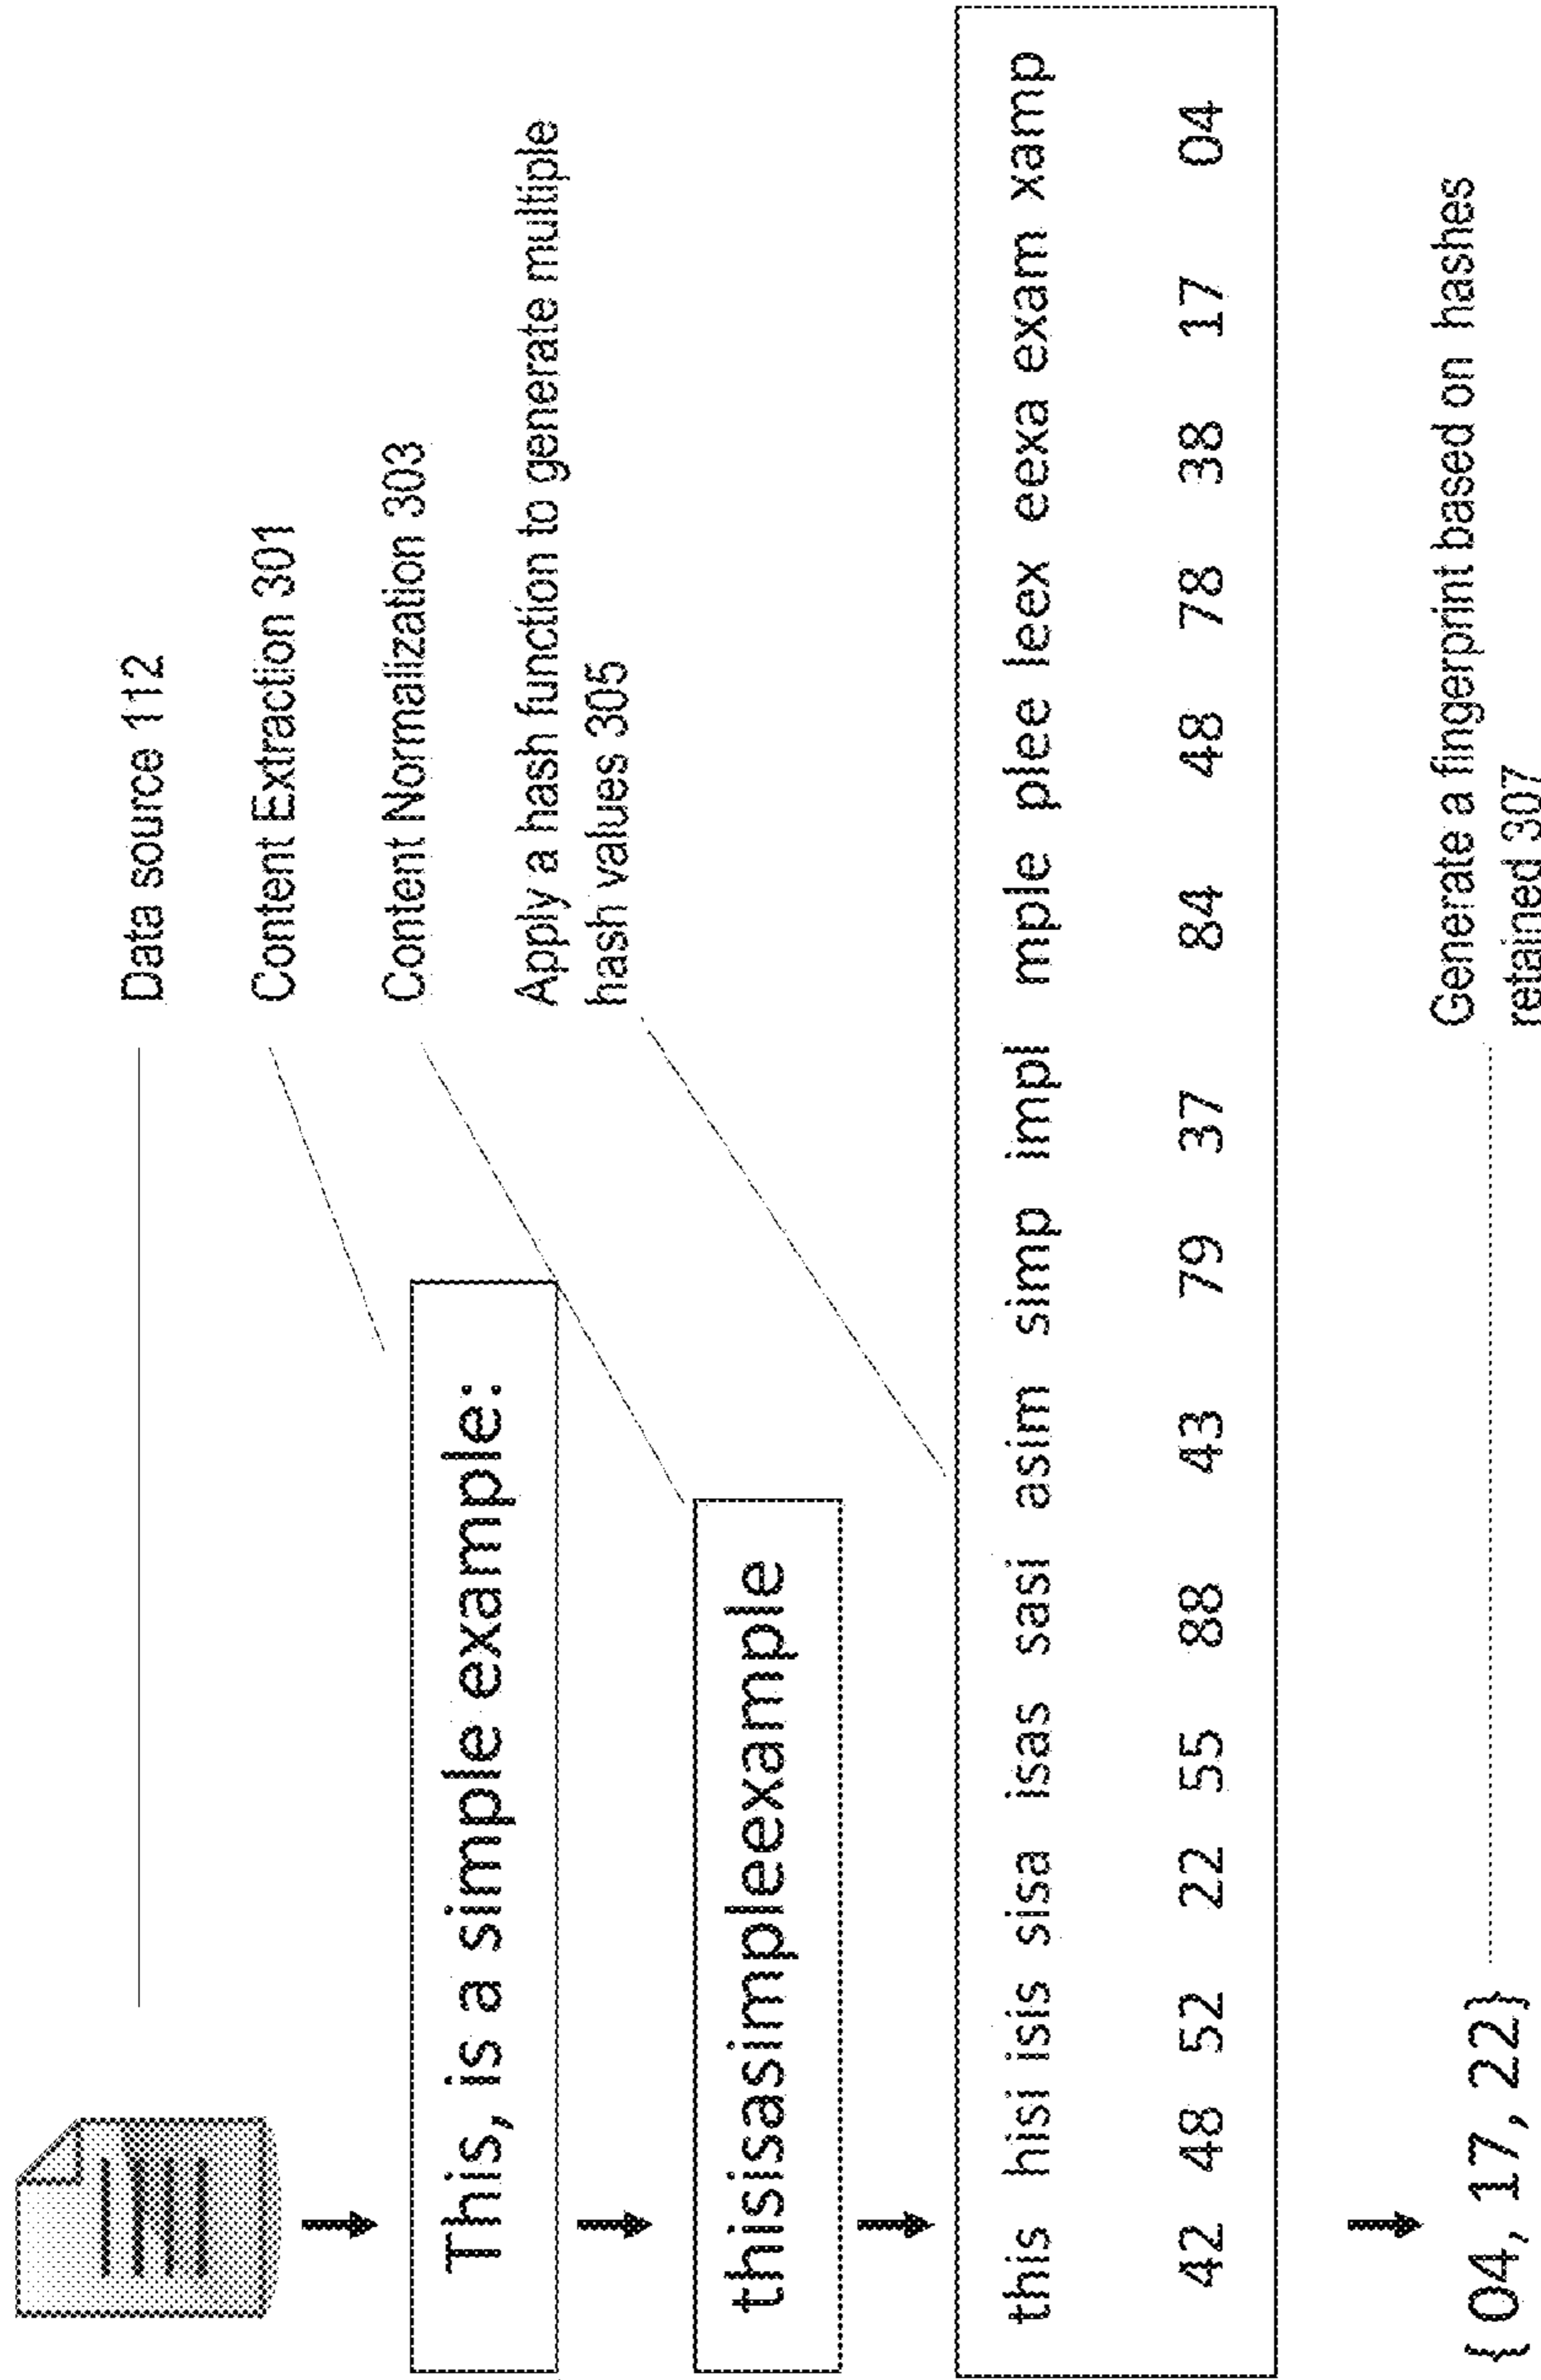 Data source 112
Content Extraction 301
Content Normalization 303
Apply a hash function to generate multiple
hash values 305
This, is a simple example:
thisisasimpleexample
this hisi isis sisa isas sasi asim simp impl mple plee leex eexa exam xamp
42 48 52 22 55 88 43 79 37 84 48 78 38 17 04
{ 04, 17, 22}
Generate a fingerprint based on hashes
retained 307